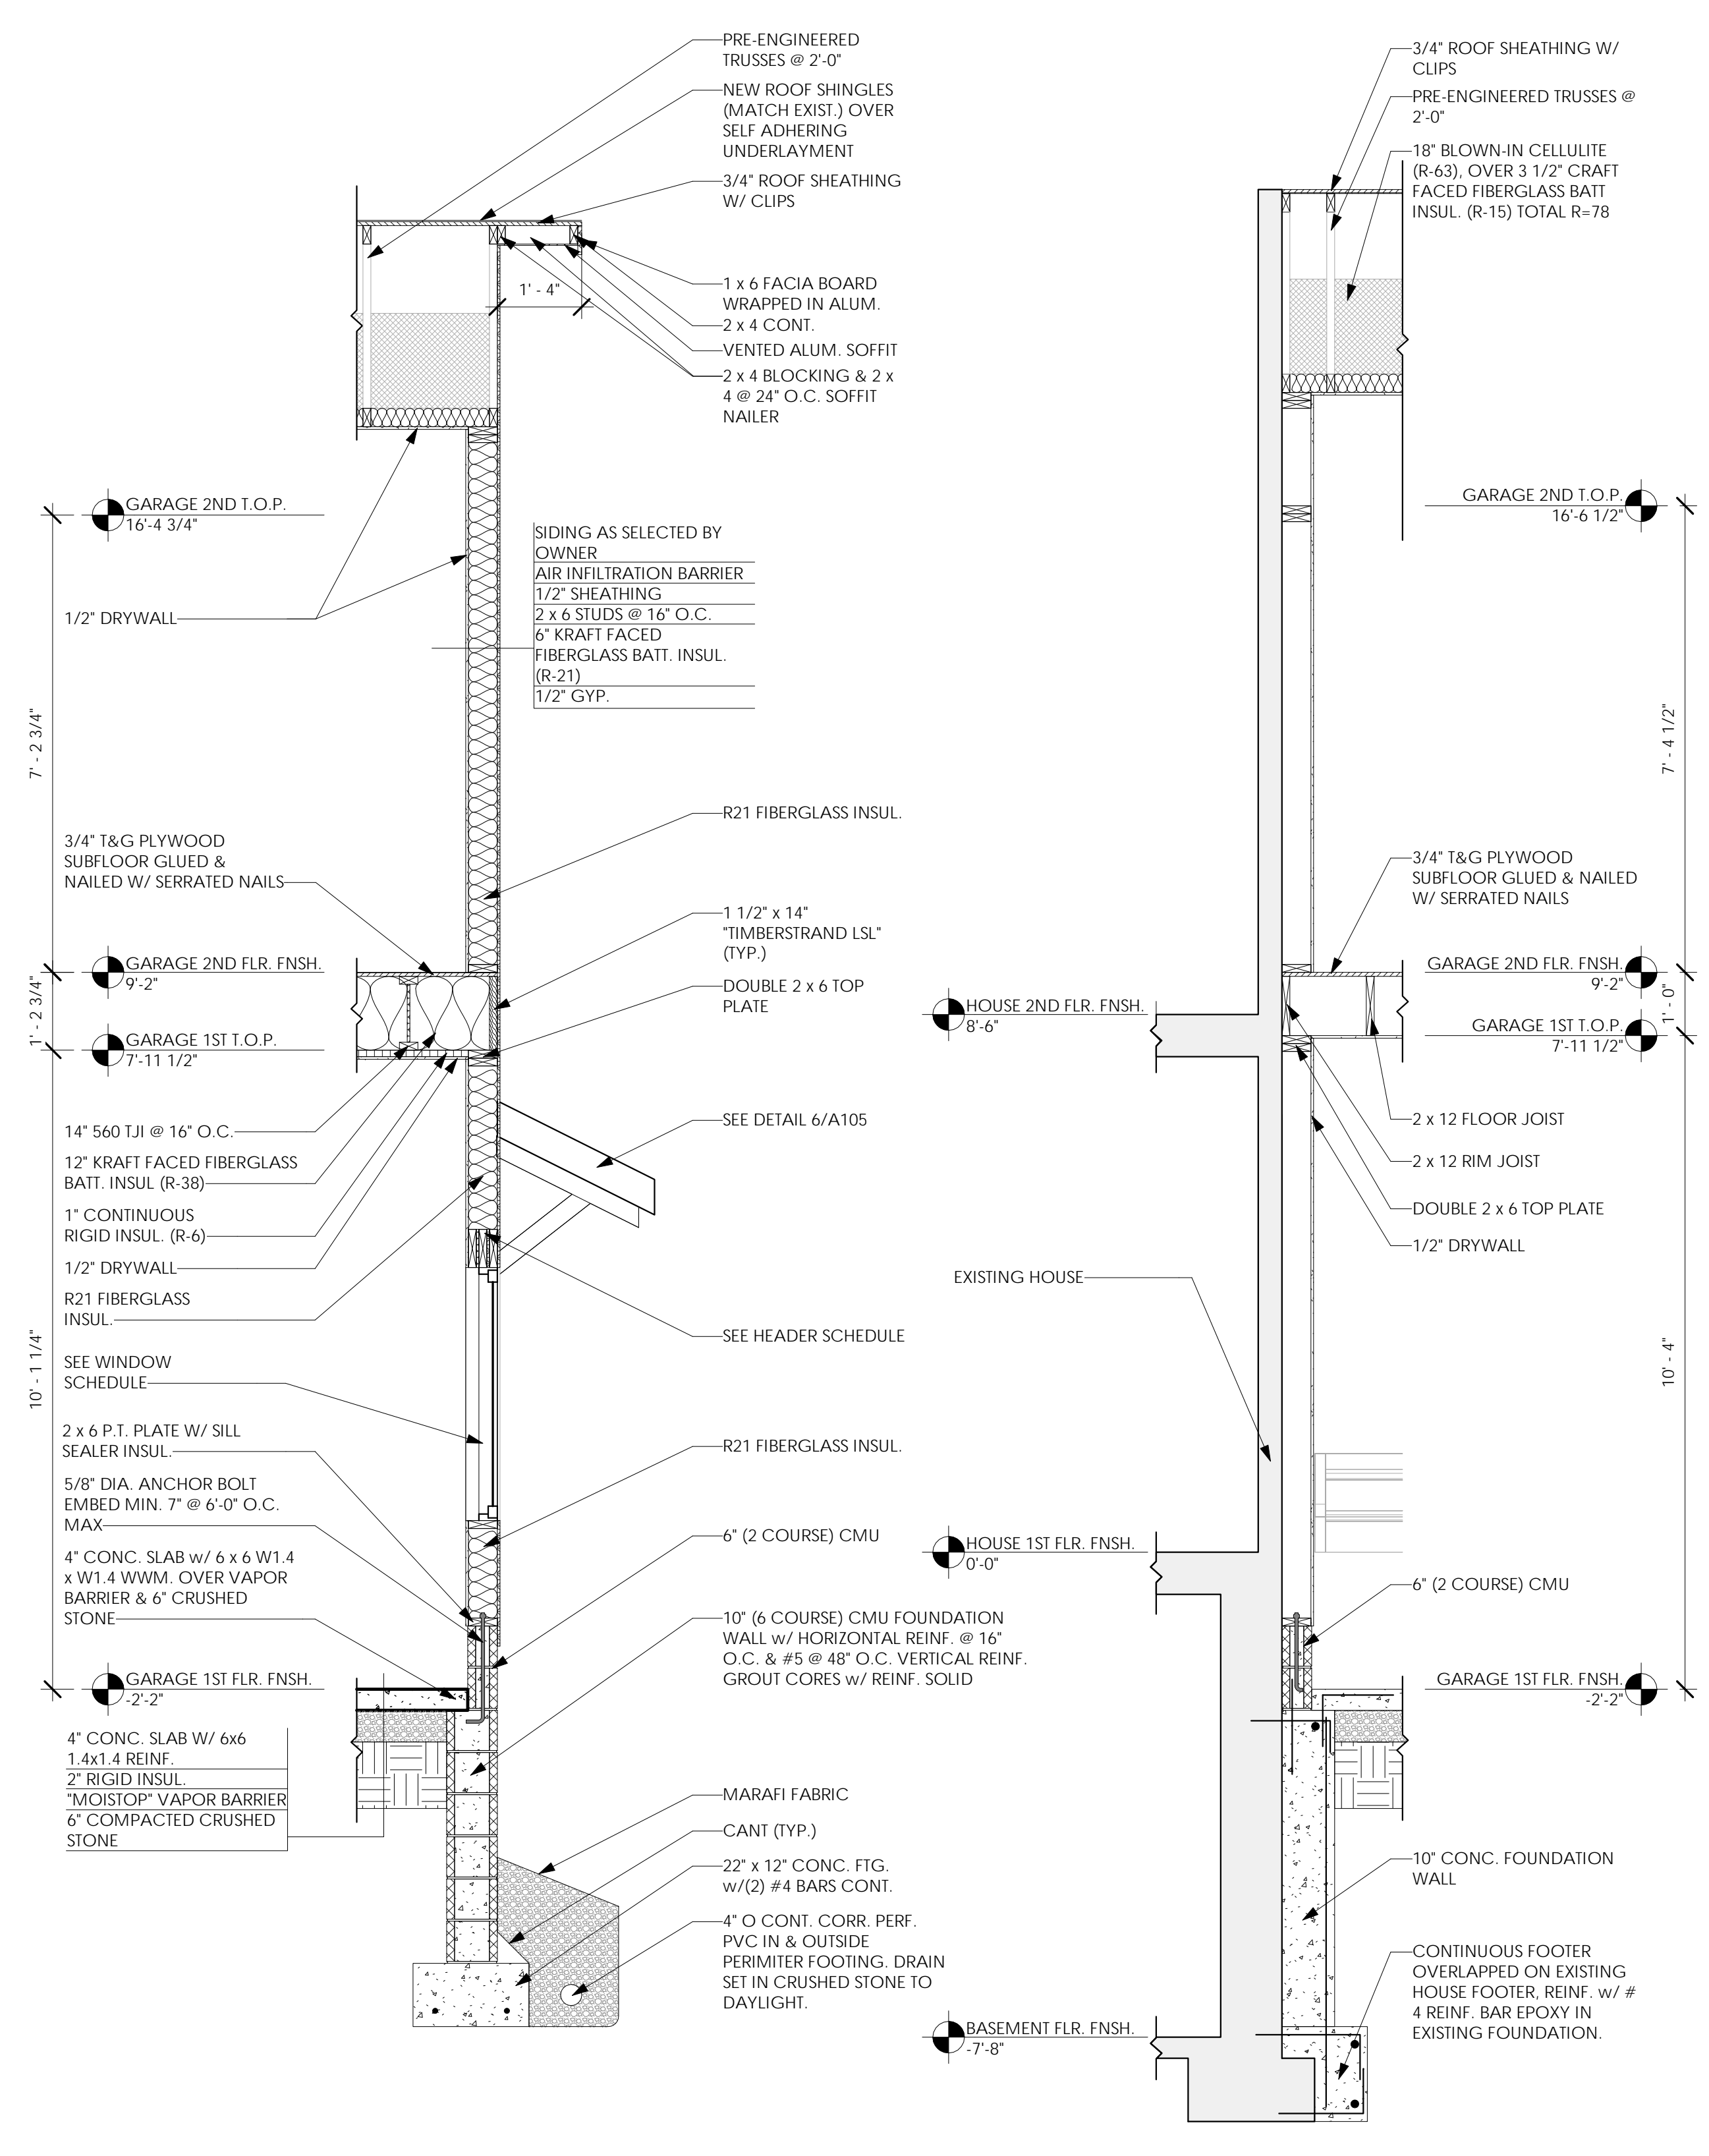 PRE-ENGINEERED
TRUSSES @ 2'-0"
NEW ROOF SHINGLES
(MATCH EXIST.) OVER
SELF ADHERING
UNDERLAYMENT
3/4" ROOF SHEATHING
W/ CLIPS
1' - 4"
1 x 6 FACIA BOARD
WRAPPED IN ALUM.
2 x 4 CONT.
VENTED ALUM. SOFFIT
2 x 4 BLOCKING & 2 x
4 @ 24" O.C. SOFFIT
NAILER
GARAGE 2ND T.O.P.
16'-4 3/4"
1/2" DRYWALL
SIDING AS SELECTED BY
OWNER
AIR INFILTRATION BARRIER
1/2" SHEATHING
2 x 6 STUDS @ 16" O.C.
6" KRAFT FACED
FIBERGLASS BATT. INSUL.
(R-21)
1/2" GYP.
7' - 2 3/4"
R21 FIBERGLASS INSUL.
3/4" T&G PLYWOOD
SUBFLOOR GLUED &
NAILED W/ SERRATED NAILS
1 1/2" x 14"
"TIMBERSTRAND LSL"
(TYP.)
GARAGE 2ND FLR. FNSH.
9'-2"
DOUBLE 2 x 6 TOP
PLATE
1' - 2 3/4"
GARAGE 1ST T.O.P.
7'-11 1/2"
14" 560 TJI @ 16" O.C.
12" KRAFT FACED FIBERGLASS
BATT. INSUL (R-38)
1" CONTINUOUS
RIGID INSUL. (R-6)
1/2" DRYWALL
R21 FIBERGLASS
INSUL.
SEE DETAIL 6/A105
SEE HEADER SCHEDULE
10' - 1 1/4"
SEE WINDOW
SCHEDULE
2 x 6 P.T. PLATE W/ SILL
SEALER INSUL.
5/8" DIA. ANCHOR BOLT
EMBED MIN. 7" @ 6'-0" O.C.
MAX
4" CONC. SLAB w/ 6 x 6 W1.4
x W1.4 WWM. OVER VAPOR
BARRIER & 6" CRUSHED
STONE
R21 FIBERGLASS INSUL.
6" (2 COURSE) CMU
10" (6 COURSE) CMU FOUNDATION
WALL w/ HORIZONTAL REINF. @ 16"
O.C. & #5 @ 48" O.C. VERTICAL REINF.
GROUT CORES w/ REINF. SOLID
GARAGE 1ST FLR. FNSH.
-2'-2"
4" CONC. SLAB W/ 6x6
1.4x1.4 REINF.
2" RIGID INSUL.
"MOISTOP" VAPOR BARRIER
6" COMPACTED CRUSHED
STONE
MARAFI FABRIC
CANT (TYP.)
22" x 12" CONC. FTG.
w/(2) #4 BARS CONT.
4" O CONT. CORR. PERF.
PVC IN & OUTSIDE
PERIMITER FOOTING. DRAIN
SET IN CRUSHED STONE TO
DAYLIGHT.
3/4" ROOF SHEATHING W/
CLIPS
PRE-ENGINEERED TRUSSES @
2'-0"
18" BLOWN-IN CELLULITE
(R-63), OVER 3 1/2" CRAFT
FACED FIBERGLASS BATT
INSUL. (R-15) TOTAL R=78
GARAGE 2ND T.O.P.
16'-6 1/2"
7' - 4 1/2"
3/4" T&G PLYWOOD
SUBFLOOR GLUED & NAILED
W/ SERRATED NAILS
GARAGE 2ND FLR. FNSH.
9'-2"
1' - 0"
HOUSE 2ND FLR. FNSH.
8'-6"
GARAGE 1ST T.O.P.
7'-11 1/2"
2 x 12 FLOOR JOIST
2 x 12 RIM JOIST
DOUBLE 2 x 6 TOP PLATE
1/2" DRYWALL
EXISTING HOUSE
10' - 4"
HOUSE 1ST FLR. FNSH.
0'-0"
6" (2 COURSE) CMU
GARAGE 1ST FLR. FNSH.
-2'-2"
10" CONC. FOUNDATION
WALL
CONTINUOUS FOOTER
OVERLAPPED ON EXISTING
HOUSE FOOTER, REINF. w/ #
4 REINF. BAR EPOXY IN
EXISTING FOUNDATION.
BASEMENT FLR. FNSH.
-7'-8"